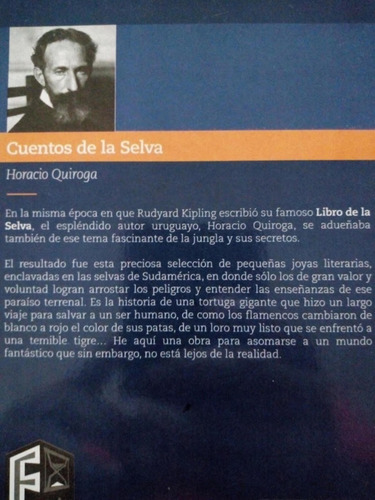 Cuentos de la Selva
Horacio Quiroga
En la misma época en que Rudyard Kipling escribió su famoso Libro de la
Selva, el espléndido autor uruguayo, Horacio Quiroga, se adueñaba
también de ese tema fascinante de la jungla y sus secretos.
El resultado fue esta preciosa selección de pequeñas joyas literarias,
enclavadas en las selvas de Sudamérica, en donde sólo los de gran valor y
voluntad logran arrostar los peligros y entender las enseñanzas de ese
paraíso terrenal. Es la historia de una tortuga gigante que hizo un largo
viaje para salvar a un ser humano, de como los flamencos cambiaron de
blanco a rojo el color de sus patas, de un loro muy listo que se enfrentó a
una temible tigre... He aquí una obra para asomarse a un mundo
fantástico que sin embargo, no está lejos de la realidad.